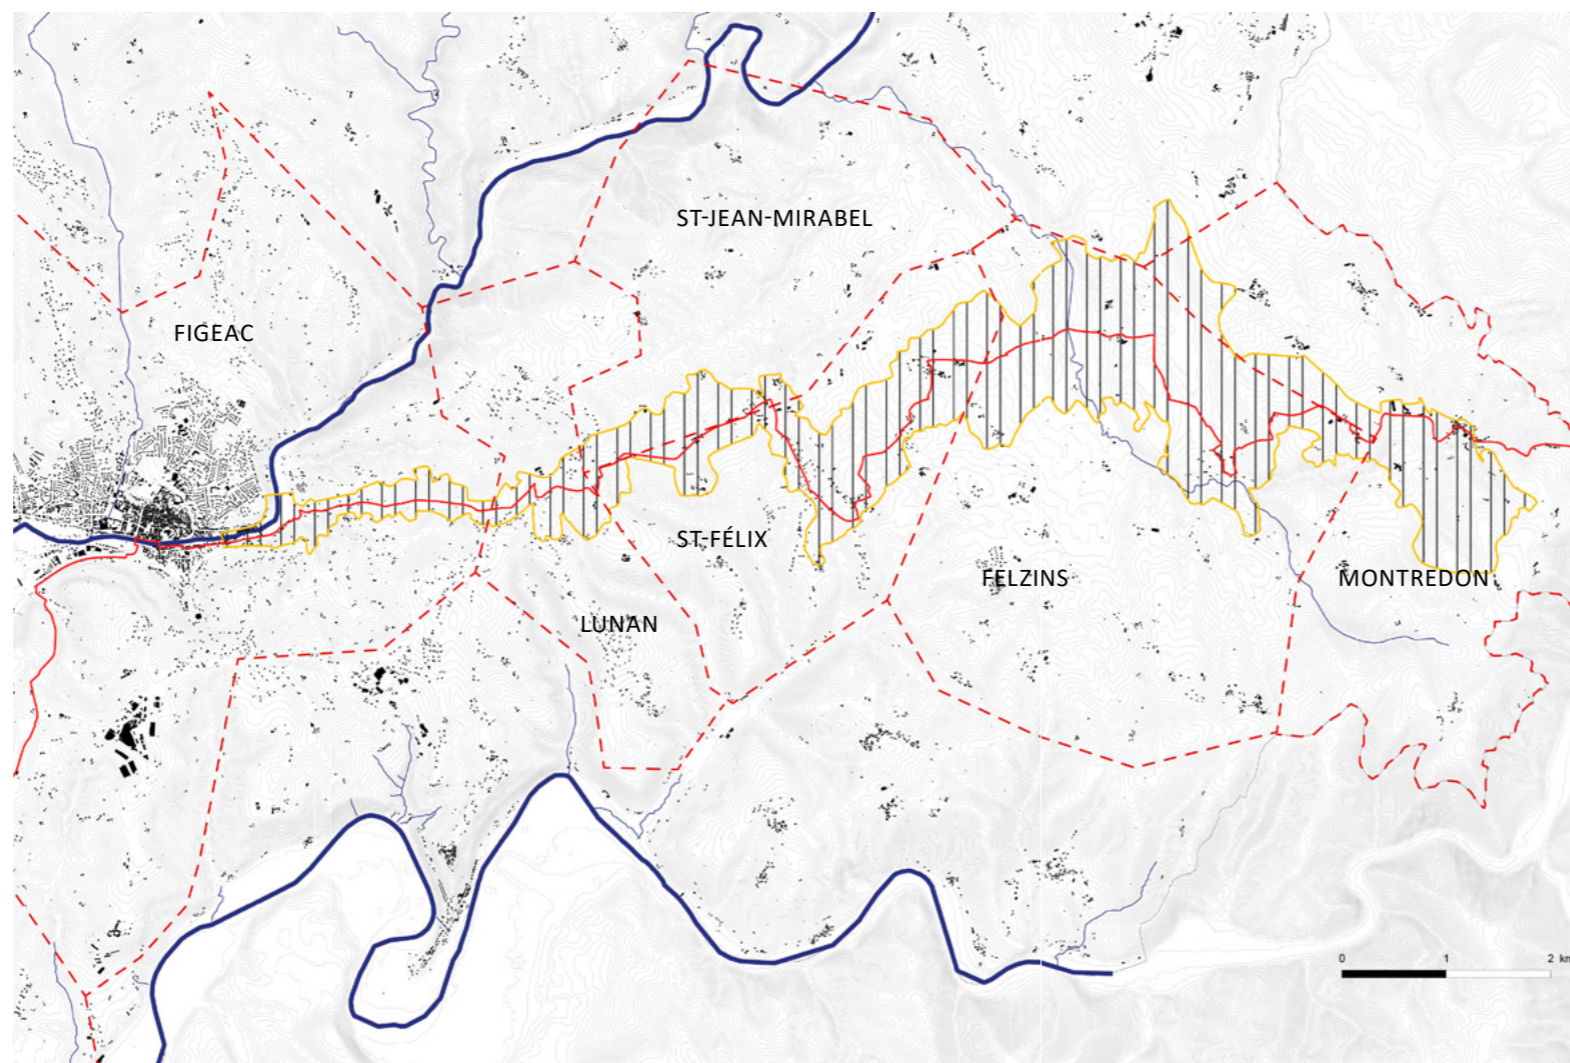 ST-JEAN-MIRABEL
FIGEAC
ST-FÉLIX
FELZINS
MONTREDON
LUNAN
0 1 2 km